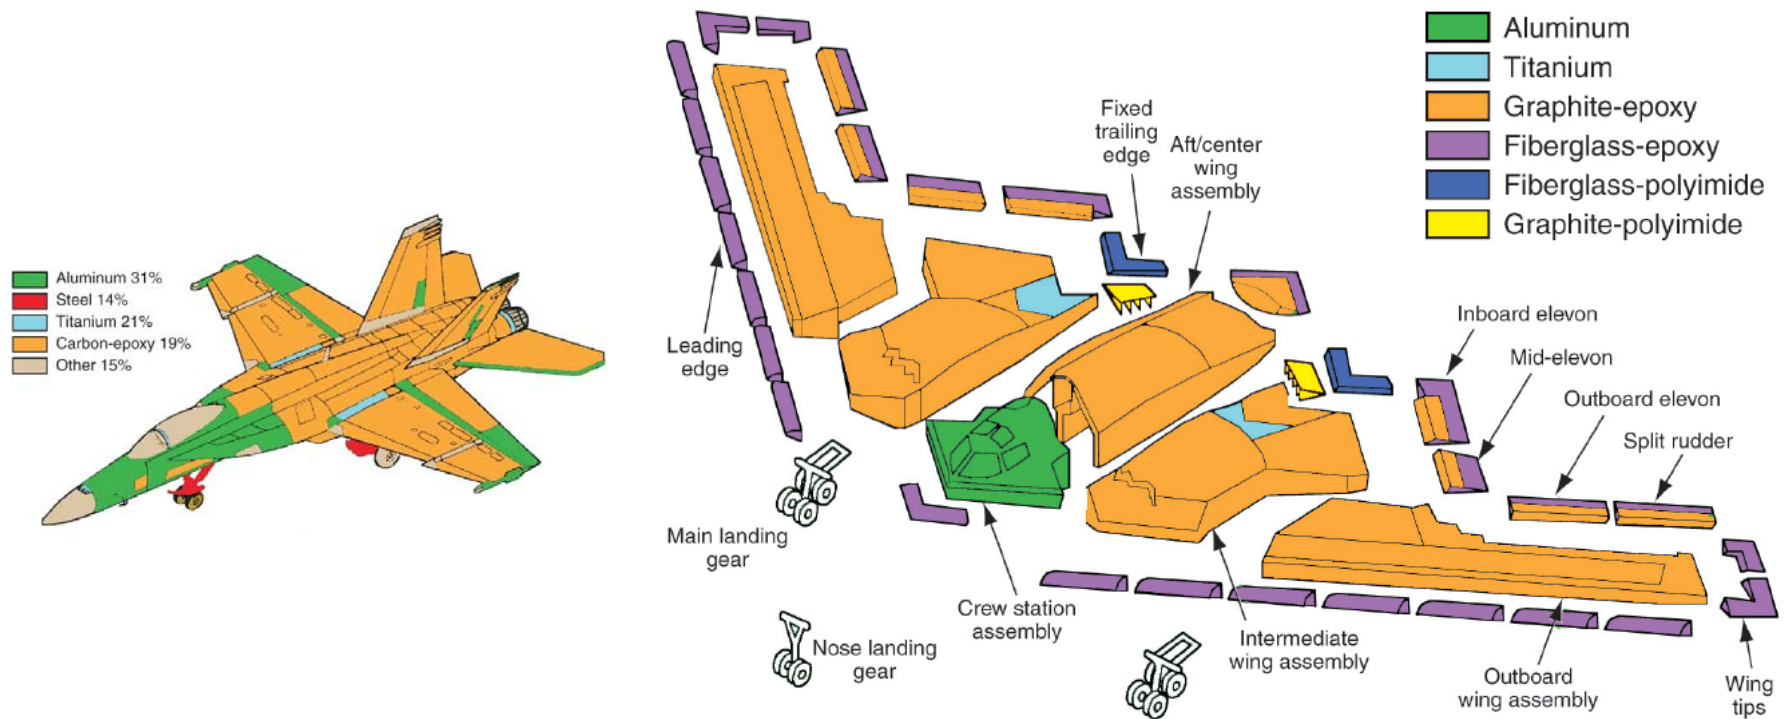 Aluminum 31%
Steel 14%
Titanium 21%
Carbon-epoxy 19%
Other 15%
Aluminum
Titanium
Graphite-epoxy
Fiberglass-epoxy
Fiberglass-polyimide
Graphite-polyimide
Fixed
trailing
edge
Aft/center
wing
assembly
Leading
edge
Inboard elevon
Mid-elevon
Outboard elevon
Split rudder
Main landing
gear
Crew station
assembly
Nose landing
gear
Intermediate
wing assembly
Outboard
wing assembly
Wing
tips